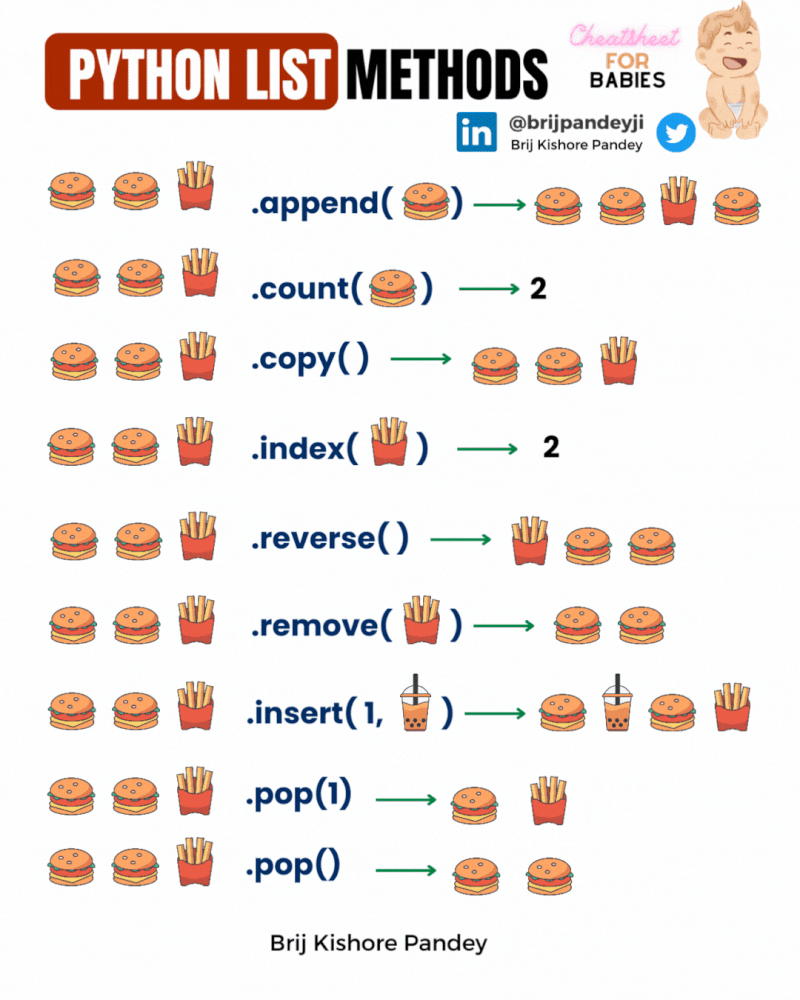 PYTHON LIST METHODS
Cheatsheet
FOR
BABIES
in @brijpandeyji
Brij Kishore Pandey
.append( )
.count( ) 2
.copy( )
.index( ) 2
.reverse( )
.remove( )
.insert( 1, )
.pop(1)
.pop()
Brij Kishore Pandey